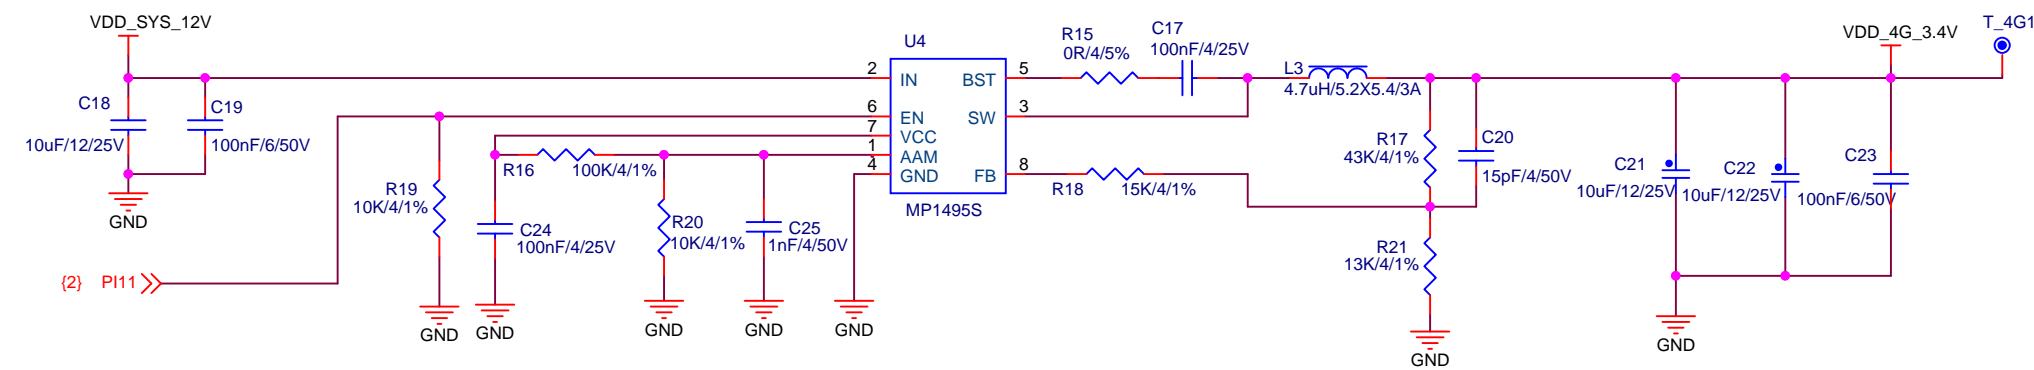 VDD_SYS_12V
C18
10uF/12/25V
C19
100nF/6/50V
GND
{2} PI11
R19
10K/4/1%
GND
R16
100K/4/1%
C24
100nF/4/25V
GND
R20
10K/4/1%
GND
C25
1nF/4/50V
GND
GND
U4
2 IN
6 EN
7 VCC
1 AAM
4 GND
BST 5
SW 3
FB 8
MP1495S
R15
0R/4/5%
C17
100nF/4/25V
L3
4.7uH/5.2X5.4/3A
R18
15K/4/1%
R17
43K/4/1%
C20
15pF/4/50V
R21
13K/4/1%
GND
C21
10uF/12/25V
C22
10uF/12/25V
C23
100nF/6/50V
GND
VDD_4G_3.4V
T_4G1